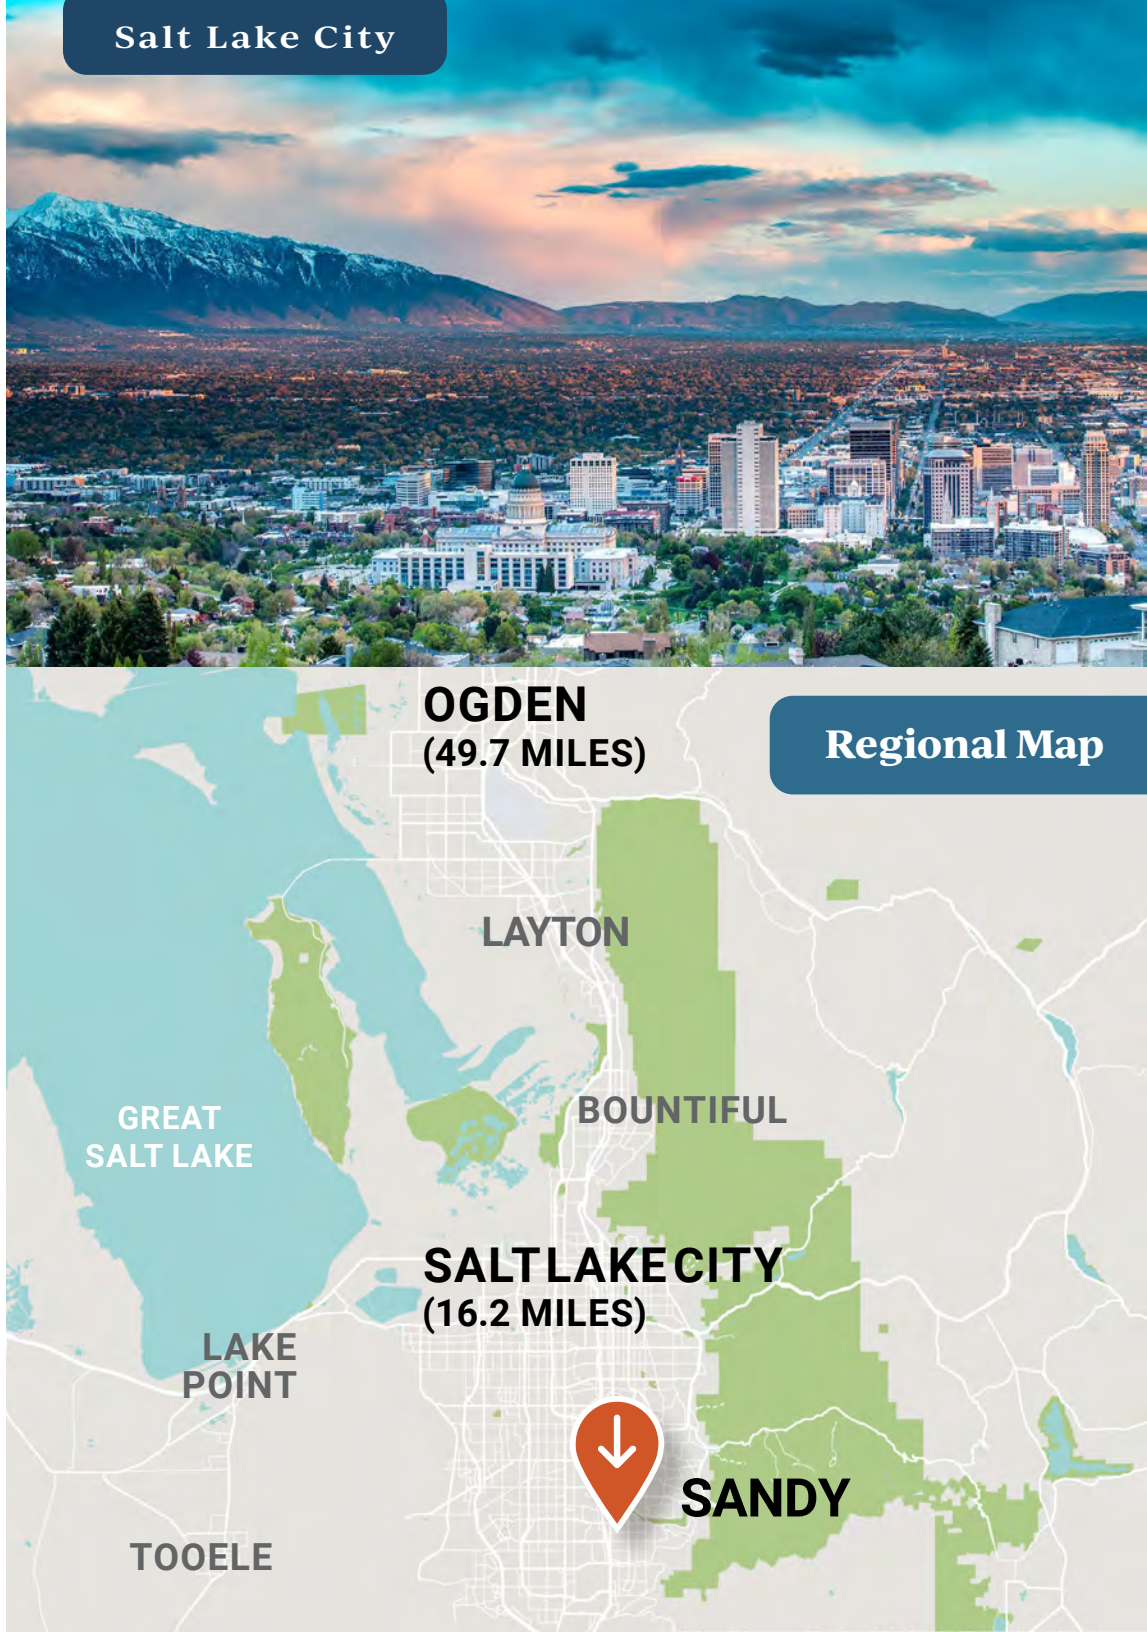 Salt Lake City
OGDEN
(49.7 MILES)
Regional Map
LAYTON
BOUNTIFUL
GREAT
SALT LAKE
SALT LAKE CITY
(16.2 MILES)
LAKE
POINT
SANDY
TOOELE